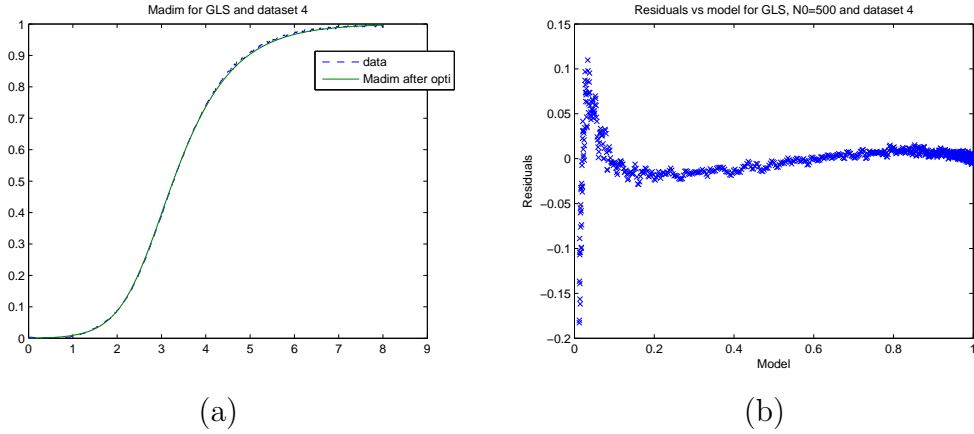 Madim for GLS and dataset 4
1
0.9
0.8
0.7
0.6
0.5
0.4
0.3
0.2
0.1
0
0 1 2 3 4 5 6 7 8 9
data
Madim after opti
(a)
Residuals vs model for GLS, N0=500 and dataset 4
0.15
0.1
0.05
0
−0.05
−0.1
−0.15
−0.2
Residuals
0 0.2 0.4 0.6 0.8 1
Model
(b)